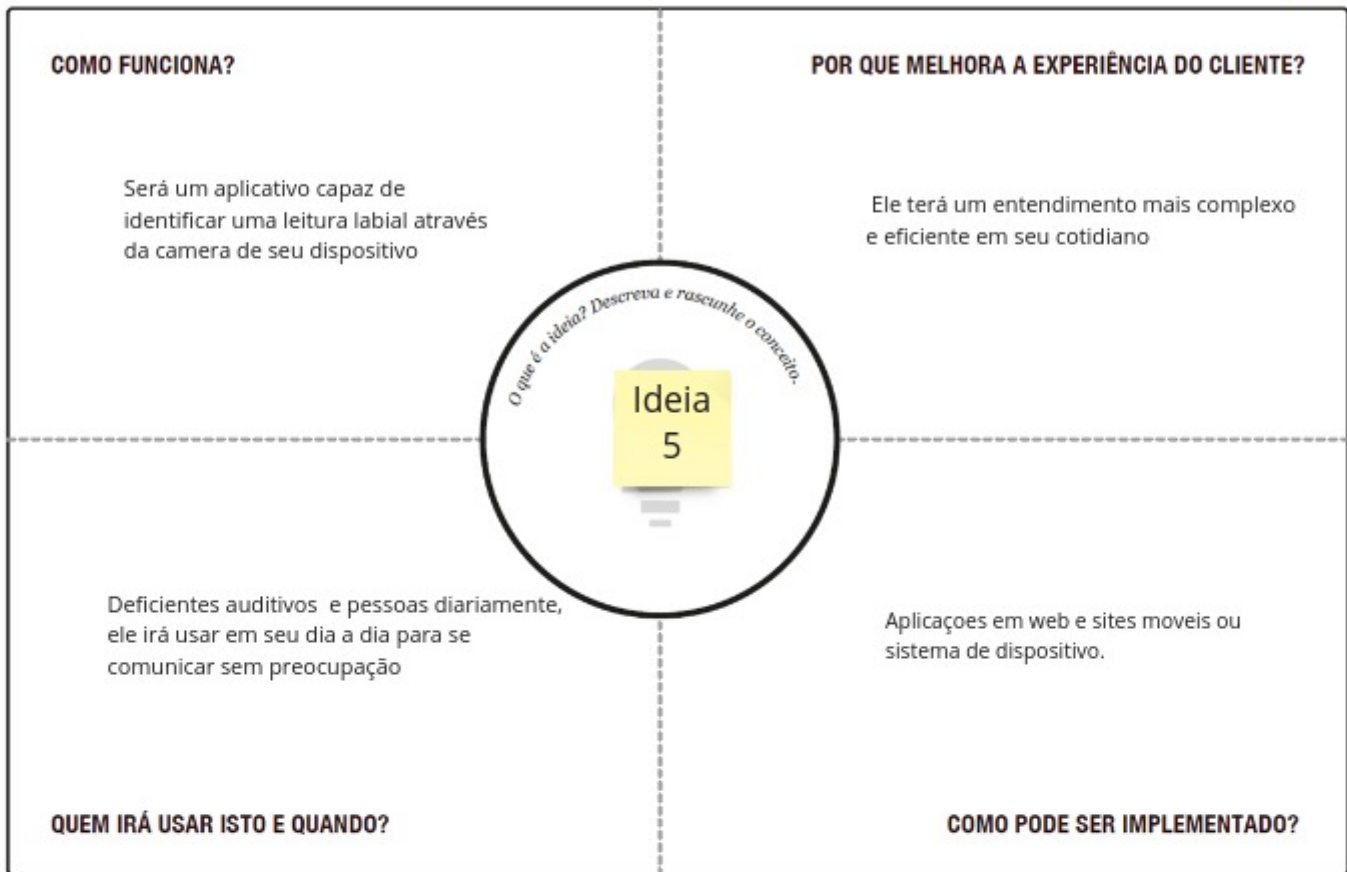 COMO FUNCIONA?
Será um aplicativo capaz de
identificar uma leitura labial através
da camera de seu dispositivo
POR QUE MELHORA A EXPERIÊNCIA DO CLIENTE?
Ele terá um entendimento mais complexo
e eficiente em seu cotidiano
O que é a ideia? Descreva e rascunhe o conceito.
Ideia
5
Deficientes auditivos  e pessoas diariamente,
ele irá usar em seu dia a dia para se
comunicar sem preocupação
QUEM IRÁ USAR ISTO E QUANDO?
Aplicaçoes em web e sites moveis ou
sistema de dispositivo.
COMO PODE SER IMPLEMENTADO?